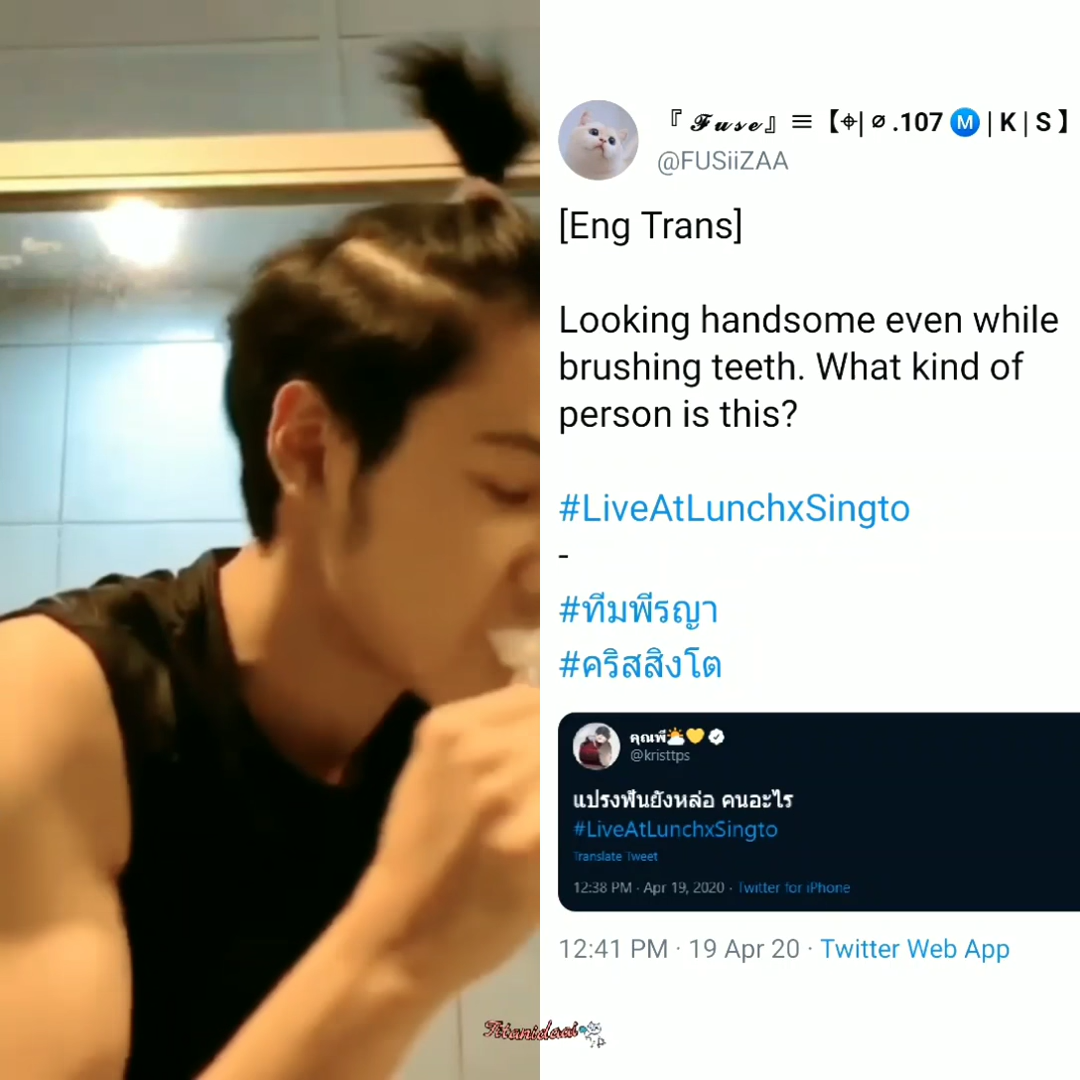 『 𝓕𝓾𝓼𝓮』☰【⌖| ⌀ .107 Ⓜ️ | K | S 】
@FUSiiZAA
[Eng Trans]
Looking handsome even while
brushing teeth. What kind of
person is this?
#LiveAtLunchxSingto
-
#ทีมพีรญา
#คริสสิงโต
คุณพี⛅💛
@kristtps
แปรงฟันยังหล่อ คนอะไร
#LiveAtLunchxSingto
Translate Tweet
12:38 PM · Apr 19, 2020 · Twitter for iPhone
12:41 PM · 19 Apr 20 · Twitter Web App